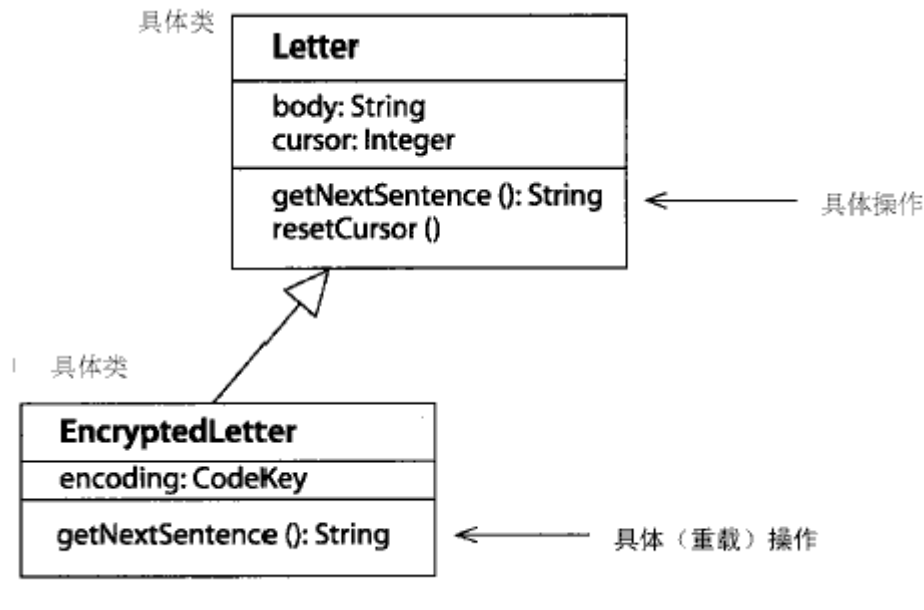 具体类
Letter
body: String
cursor: Integer
getNextSentence (): String
resetCursor ()
具体操作
具体类
EncryptedLetter
encoding: CodeKey
getNextSentence (): String
具体（重载）操作